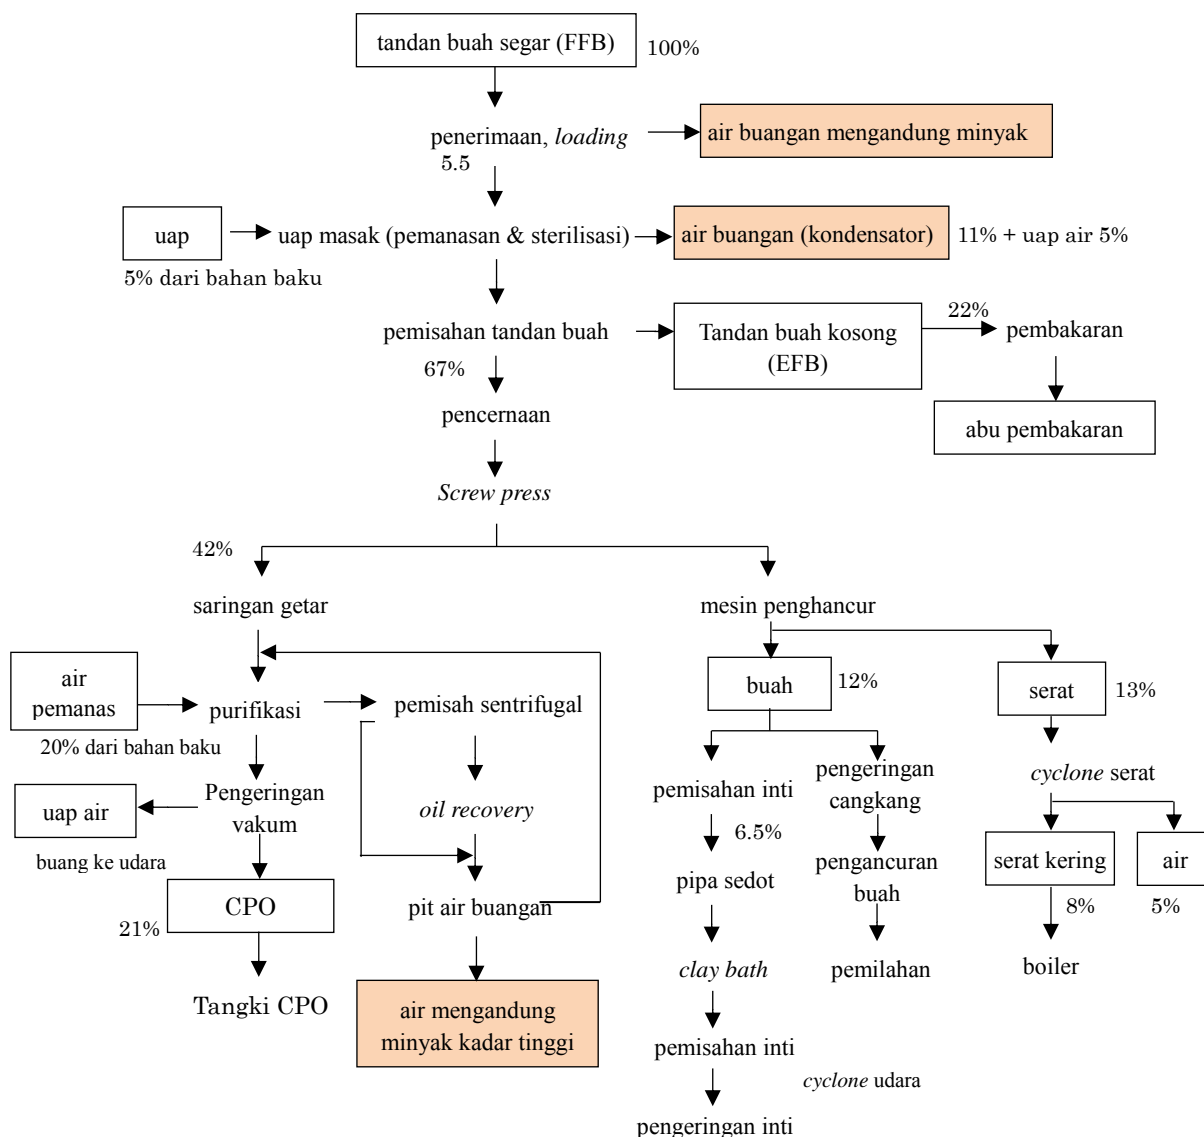 tandan buah segar (FFB)
100%
penerimaan, loading
5.5
air buangan mengandung minyak
uap
5% dari bahan baku
uap masak (pemanasan & sterilisasi)
air buangan (kondensator)
11% + uap air 5%
pemisahan tandan buah
67%
Tandan buah kosong
(EFB)
22%
pembakaran
abu pembakaran
pencernaan
Screw press
42%
saringan getar
mesin penghancur
air
pemanas
20% dari bahan baku
purifikasi
pemisah sentrifugal
buah
12%
serat
13%
uap air
buang ke udara
Pengeringan
vakum
oil recovery
pemisahan inti
6.5%
pengeringan
cangkang
cyclone serat
CPO
21%
pit air buangan
pipa sedot
pengancuran
buah
serat kering
8%
air
5%
Tangki CPO
air mengandung
minyak kadar tinggi
clay bath
pemilahan
boiler
pemisahan inti
cyclone udara
pengeringan inti